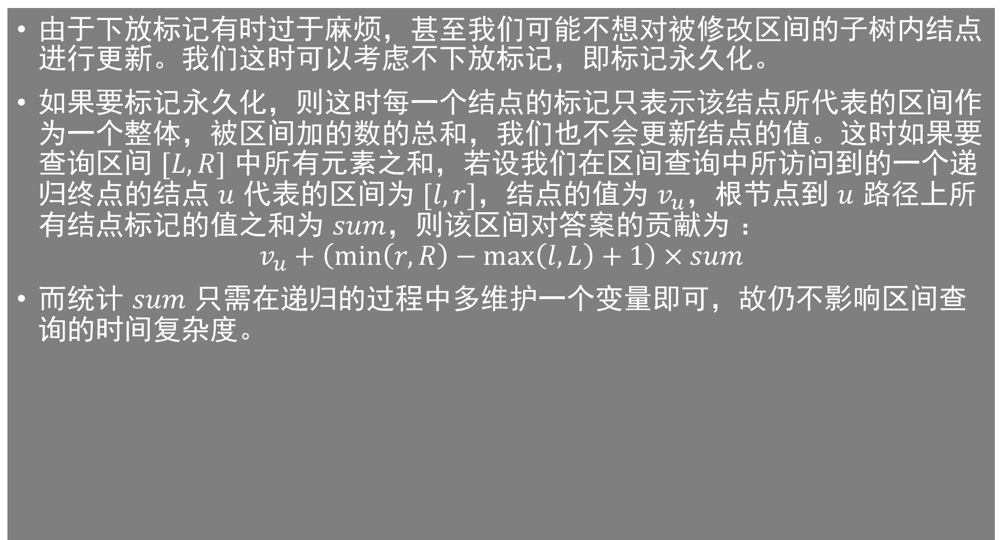 • 由于下放标记有时过于麻烦，甚至我们可能不想对被修改区间的子树内结点
进行更新。我们这时可以考虑不下放标记，即标记永久化。
• 如果要标记永久化，则这时每一个结点的标记只表示该结点所代表的区间作
为一个整体，被区间加的数的总和，我们也不会更新结点的值。这时如果要
查询区间 [L, R] 中所有元素之和，若设我们在区间查询中所访问到的一个递
归终点的结点 u 代表的区间为 [l, r]，结点的值为 v_u，根节点到 u 路径上所
有结点标记的值之和为 sum，则该区间对答案的贡献为：
v_u + (min(r, R) − max(l, L) + 1) × sum
• 而统计 sum 只需在递归的过程中多维护一个变量即可，故仍不影响区间查
询的时间复杂度。